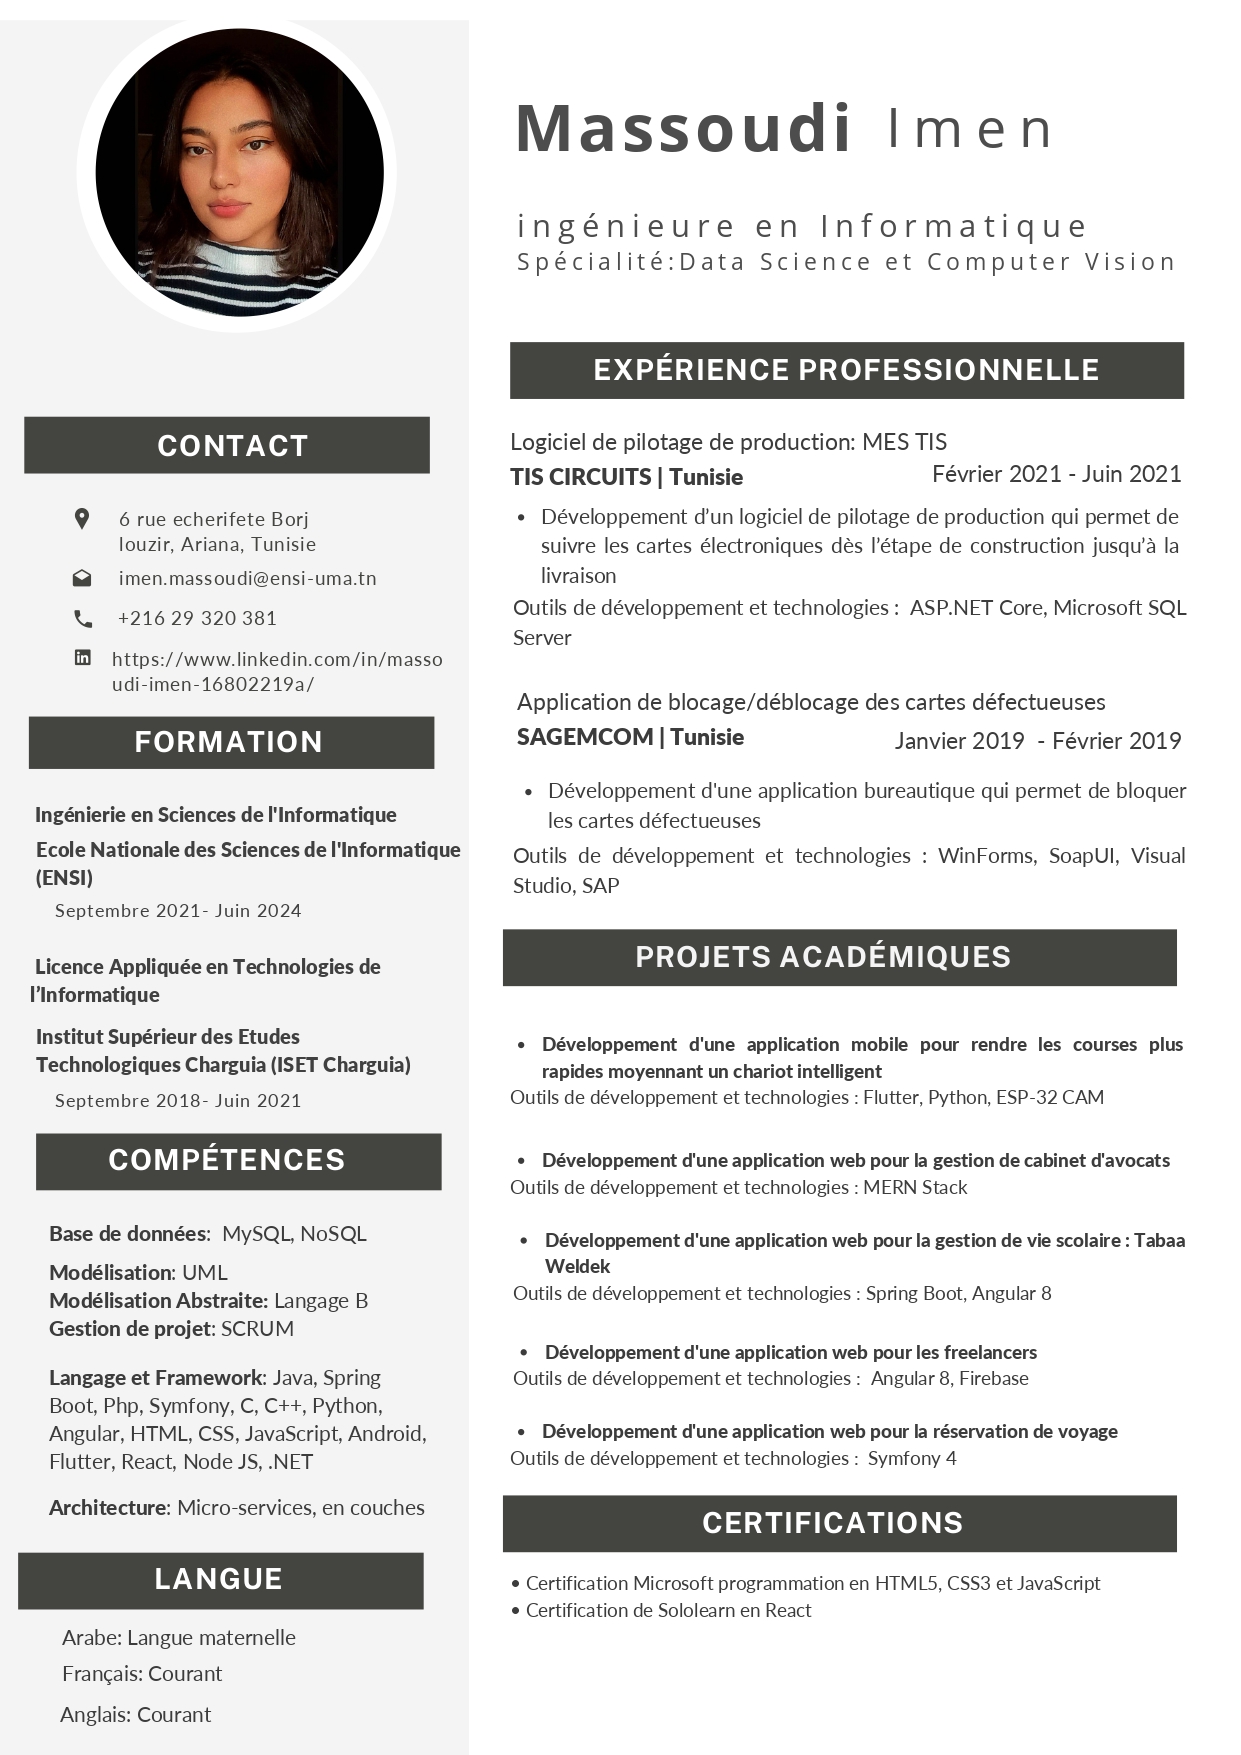 Massoudi Imen
ingénieure en Informatique
Spécialité:Data Science et Computer Vision
CONTACT
6 rue echerifete Borj
louzir, Ariana, Tunisie
imen.massoudi@ensi-uma.tn
+216 29 320 381
https://www.linkedin.com/in/masso
udi-imen-16802219a/
FORMATION
Ingénierie en Sciences de l'Informatique
Ecole Nationale des Sciences de l'Informatique
(ENSI)
Septembre 2021- Juin 2024
Licence Appliquée en Technologies de
l’Informatique
Institut Supérieur des Etudes
Technologiques Charguia (ISET Charguia)
Septembre 2018- Juin 2021
COMPÉTENCES
Base de données: MySQL, NoSQL
Modélisation: UML
Modélisation Abstraite: Langage B
Gestion de projet: SCRUM
Langage et Framework: Java, Spring
Boot, Php, Symfony, C, C++, Python,
Angular, HTML, CSS, JavaScript, Android,
Flutter, React, Node JS, .NET
Architecture: Micro-services, en couches
LANGUE
Arabe: Langue maternelle
Français: Courant
Anglais: Courant
EXPÉRIENCE PROFESSIONNELLE
Logiciel de pilotage de production: MES TIS
TIS CIRCUITS | Tunisie Février 2021 - Juin 2021
• Développement d’un logiciel de pilotage de production qui permet de
suivre les cartes électroniques dès l’étape de construction jusqu’à la
livraison
Outils de développement et technologies : ASP.NET Core, Microsoft SQL
Server
Application de blocage/déblocage des cartes défectueuses
SAGEMCOM | Tunisie Janvier 2019 - Février 2019
• Développement d'une application bureautique qui permet de bloquer
les cartes défectueuses
Outils de développement et technologies : WinForms, SoapUI, Visual
Studio, SAP
PROJETS ACADÉMIQUES
• Développement d'une application mobile pour rendre les courses plus
rapides moyennant un chariot intelligent
Outils de développement et technologies : Flutter, Python, ESP-32 CAM
• Développement d'une application web pour la gestion de cabinet d'avocats
Outils de développement et technologies : MERN Stack
• Développement d'une application web pour la gestion de vie scolaire : Tabaa
Weldek
Outils de développement et technologies : Spring Boot, Angular 8
• Développement d'une application web pour les freelancers
Outils de développement et technologies : Angular 8, Firebase
• Développement d'une application web pour la réservation de voyage
Outils de développement et technologies : Symfony 4
CERTIFICATIONS
• Certification Microsoft programmation en HTML5, CSS3 et JavaScript
• Certification de Sololearn en React